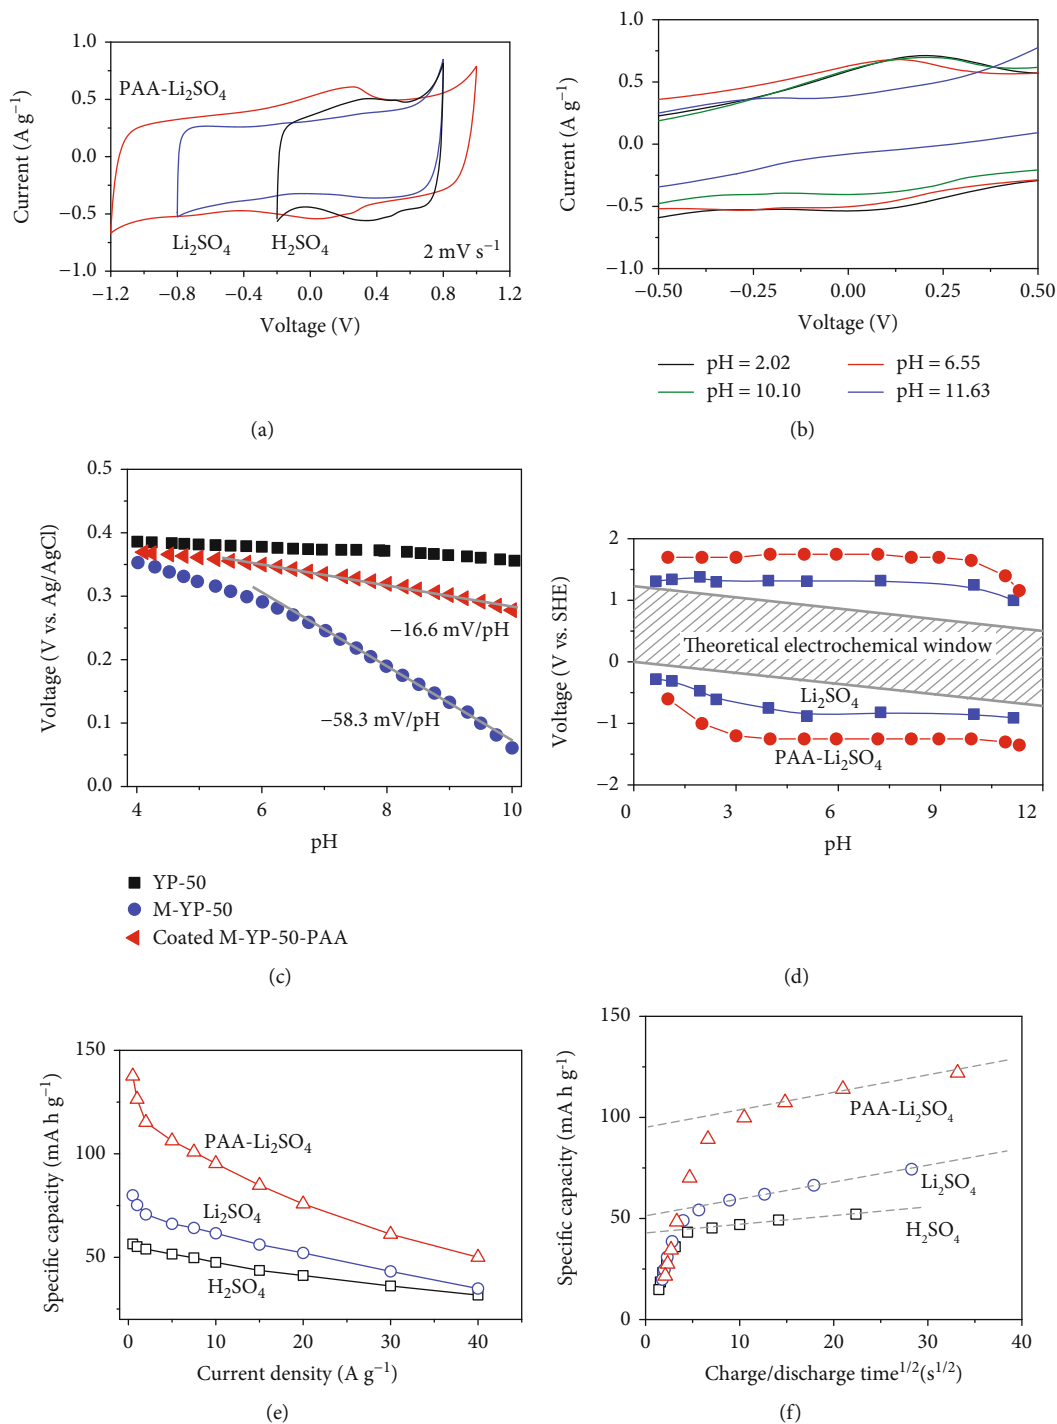 1.0
0.5
0.0
−0.5
−1.0
Current (A g⁻¹)
PAA-Li₂SO₄
Li₂SO₄
H₂SO₄
2 mV s⁻¹
−1.2 −0.8 −0.4 0.0 0.4 0.8 1.2
Voltage (V)
(a)
1.0
0.5
0.0
−0.5
−1.0
Current (A g⁻¹)
−0.50 −0.25 0.00 0.25 0.50
Voltage (V)
pH = 2.02 pH = 6.55
pH = 10.10 pH = 11.63
(b)
0.5
0.4
0.3
0.2
0.1
0.0
Voltage (V vs. Ag/AgCl)
−16.6 mV/pH
−58.3 mV/pH
4 6 8 10
pH
YP-50
M-YP-50
Coated M-YP-50-PAA
(c)
2
1
0
−1
−2
Voltage (V vs. SHE)
Theoretical electrochemical window
Li₂SO₄
PAA-Li₂SO₄
0 3 6 9 12
pH
(d)
150
100
50
Specific capacity (mA h g⁻¹)
PAA-Li₂SO₄
Li₂SO₄
H₂SO₄
0 10 20 30 40
Current density (A g⁻¹)
(e)
150
100
50
0
Specific capacity (mA h g⁻¹)
PAA-Li₂SO₄
Li₂SO₄
H₂SO₄
0 10 20 30 40
Charge/discharge time¹ᐟ²(s¹ᐟ²)
(f)